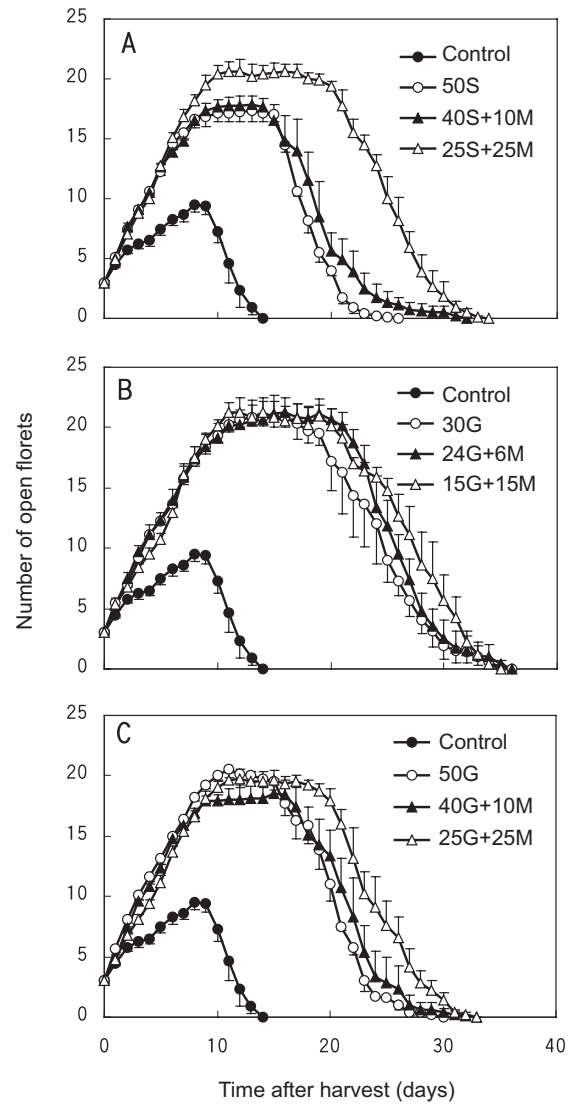 A
Control
50S
40S+10M
25S+25M
25
20
15
10
5
0
B
Control
30G
24G+6M
15G+15M
25
20
15
10
5
0
Number of open florets
C
Control
50G
40G+10M
25G+25M
25
20
15
10
5
0
0 10 20 30 40
Time after harvest (days)